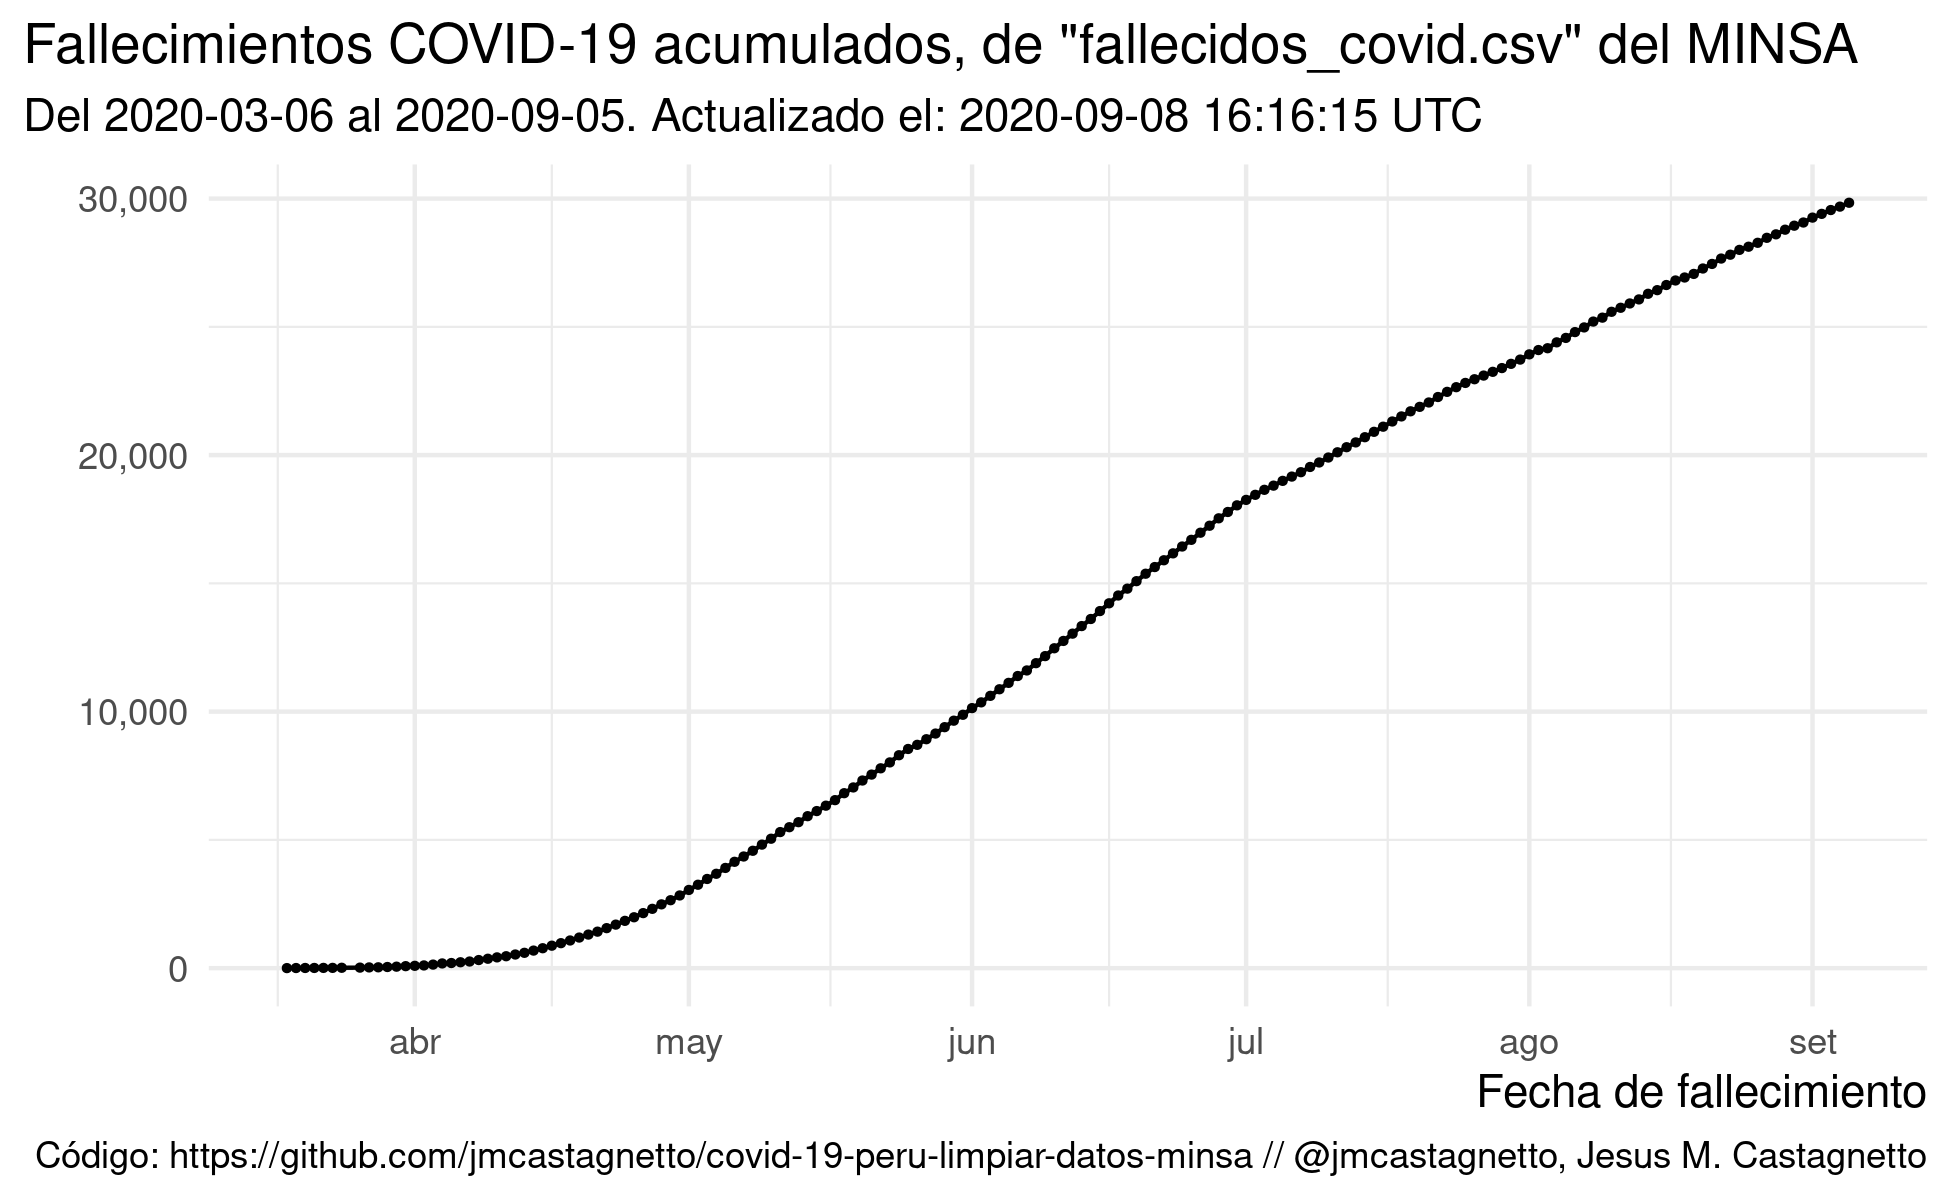 Fallecimientos COVID-19 acumulados, de "fallecidos_covid.csv" del MINSA
Del 2020-03-06 al 2020-09-05. Actualizado el: 2020-09-08 16:16:15 UTC
30,000
20,000
10,000
0
abr may jun jul ago set
Fecha de fallecimiento
Código: https://github.com/jmcastagnetto/covid-19-peru-limpiar-datos-minsa // @jmcastagnetto, Jesus M. Castagnetto